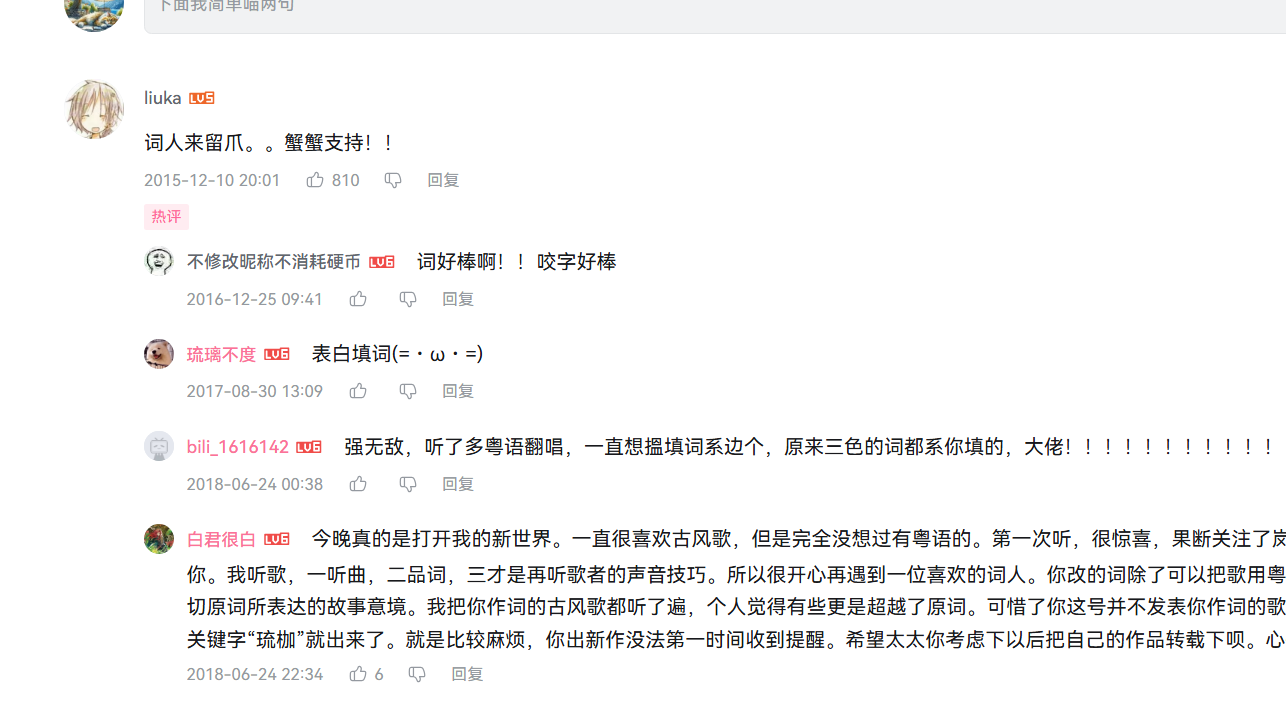 下面我简单喵两句
liuka LV5
词人来留爪。。蟹蟹支持！！
2015-12-10 20:01 810 回复
热评
不修改昵称不消耗硬币 LV6 词好棒啊！！咬字好棒
2016-12-25 09:41 回复
琉璃不度 LV6 表白填词(=・ω・=)
2017-08-30 13:09 回复
bili_1616142 LV6 强无敌，听了多粤语翻唱，一直想搵填词系边个，原来三色的词都系你填的，大佬！！！！！！！！！！！
2018-06-24 00:38 回复
白君很白 LV6 今晚真的是打开我的新世界。一直很喜欢古风歌，但是完全没想过有粤语的。第一次听，很惊喜，果断关注了岚
你。我听歌，一听曲，二品词，三才是再听歌者的声音技巧。所以很开心再遇到一位喜欢的词人。你改的词除了可以把歌用粤
切原词所表达的故事意境。我把你作词的古风歌都听了遍，个人觉得有些更是超越了原词。可惜了你这号并不发表你作词的歌
关键字“琉枷”就出来了。就是比较麻烦，你出新作没法第一时间收到提醒。希望太太你考虑下以后把自己的作品转载下呗。心
2018-06-24 22:34 6 回复